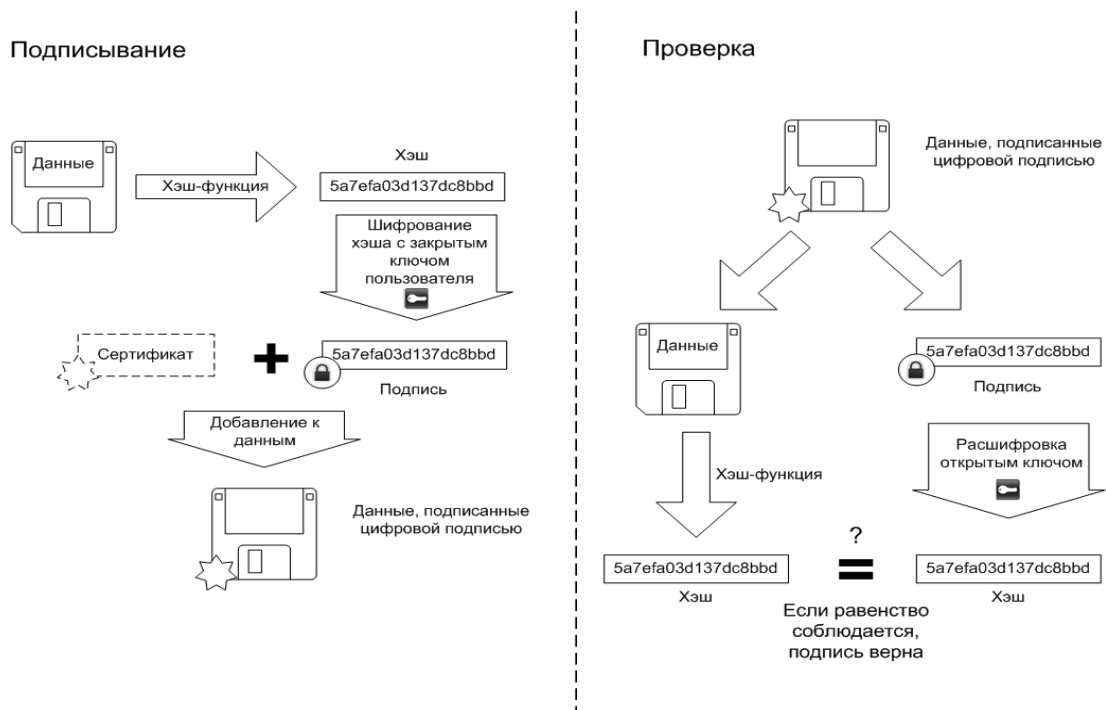 Подписывание
Данные
Хэш-функция
Хэш
5a7efa03d137dc8bbd
Шифрование
хэша с закрытым
ключом
пользователя
Сертификат
+
5a7efa03d137dc8bbd
Подпись
Добавление к
данным
Данные, подписанные
цифровой подписью
Проверка
Данные, подписанные
цифровой подписью
Данные
5a7efa03d137dc8bbd
Подпись
Хэш-функция
Расшифровка
открытым ключом
5a7efa03d137dc8bbd
Хэш
?
=
5a7efa03d137dc8bbd
Хэш
Если равенство
соблюдается,
подпись верна